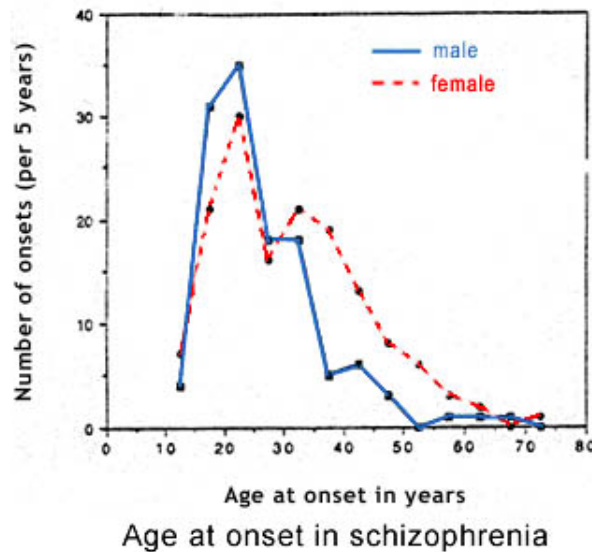 40
30
20
10
0
0 10 20 30 40 50 60 70 80
male
female
Number of onsets (per 5 years)
Age at onset in years
Age at onset in schizophrenia